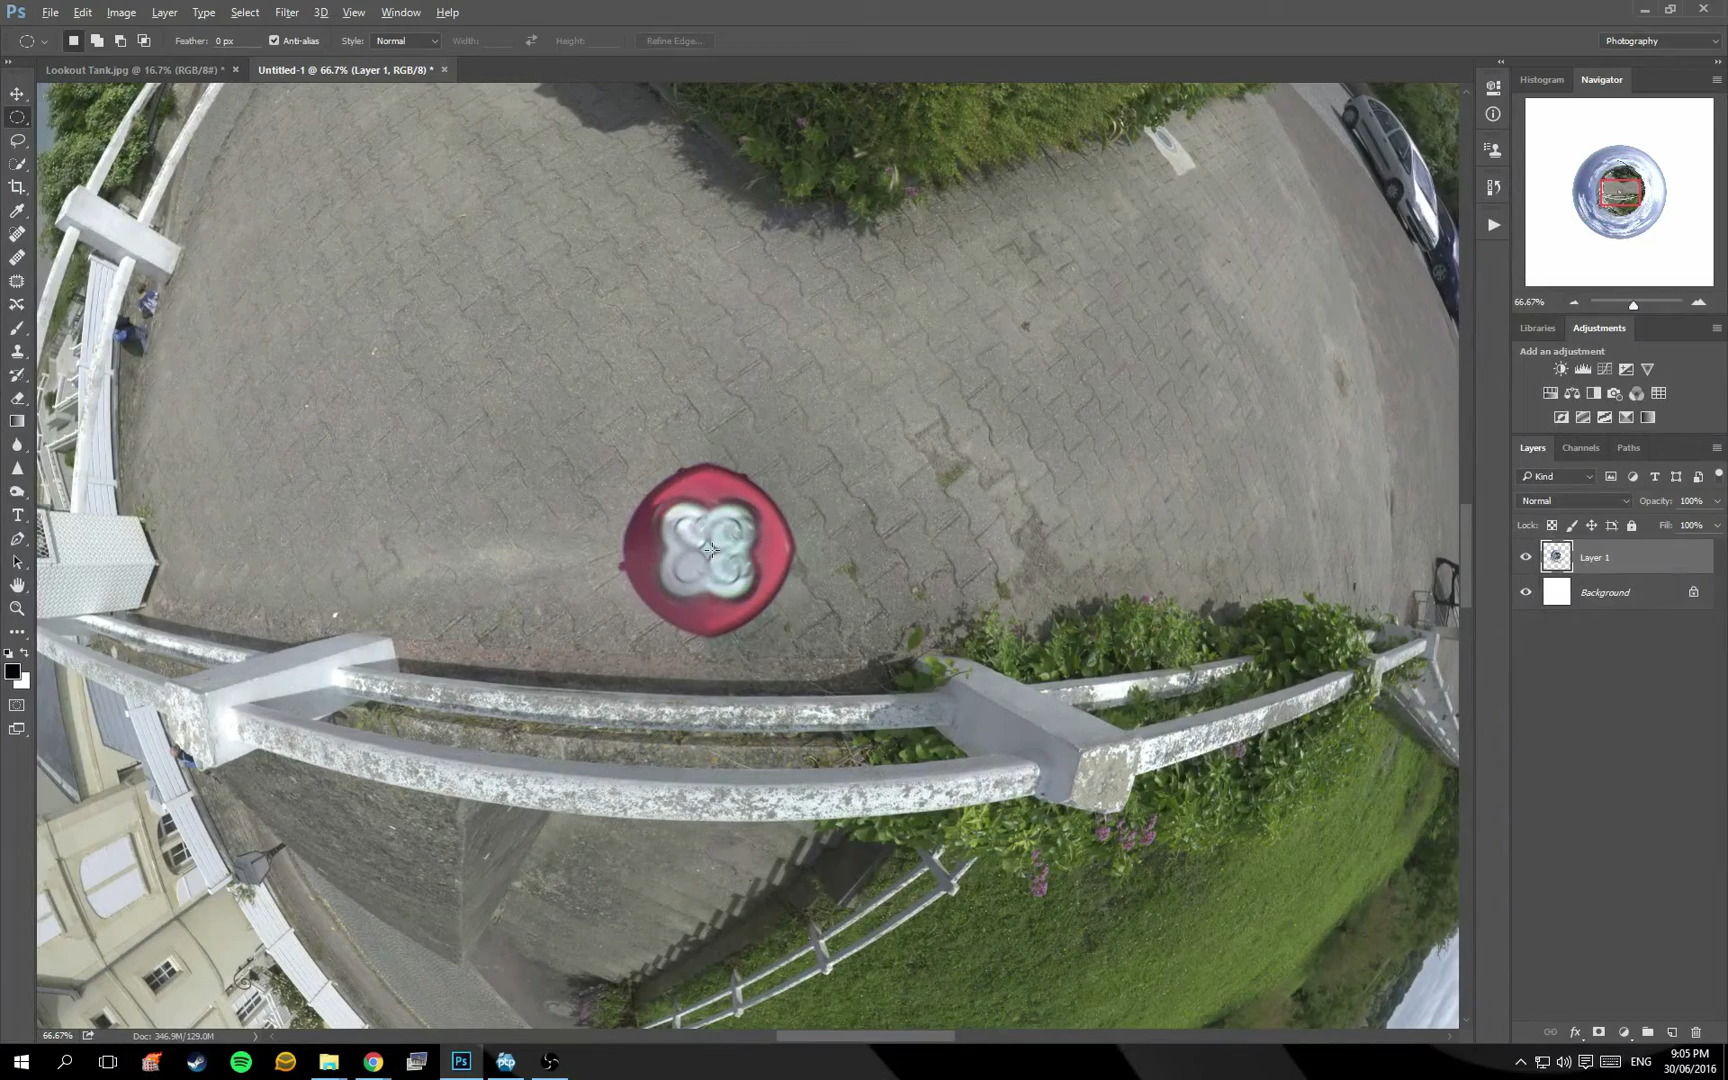 Ps File Edit Image Layer Type Select Filter 3D View Window Help
Feather: 0 px Anti-alias Style: Normal Width: Height: Refine Edge... Photography
Lookout Tank.jpg @ 16.7% (RGB/8#) * × Untitled-1 @ 66.7% (Layer 1, RGB/8) * ×
Histogram Navigator
66.67%
Libraries Adjustments
Add an adjustment
Layers Channels Paths
Kind
Normal Opacity: 100%
Lock: Fill: 100%
Layer 1
Background
66.67% Doc: 346.9M/129.0M
Ps ptp ENG 9:05 PM
30/06/2016